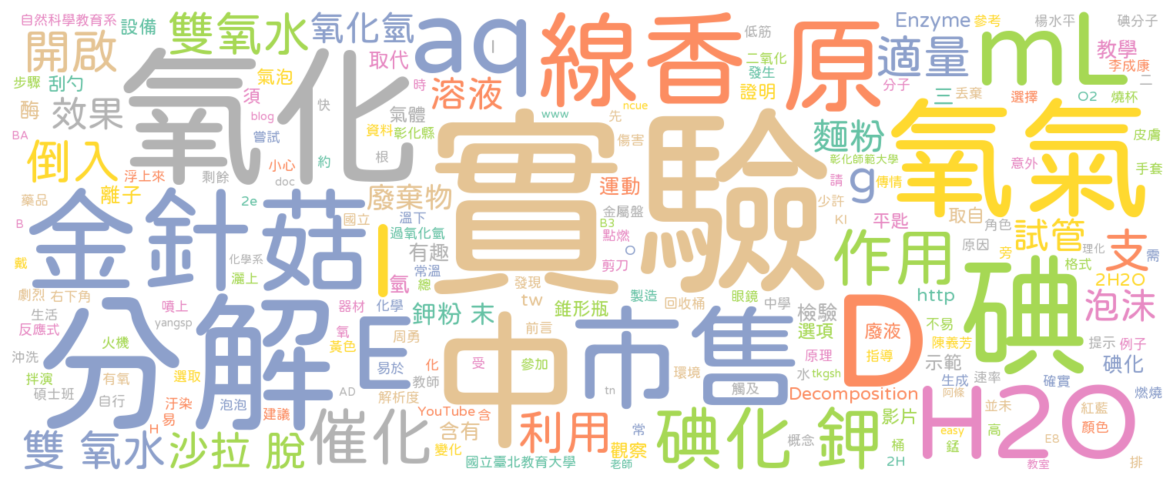 自然科學教育系 設備 雙氧水 氧化氫 aq 線香 原 低筋 Enzyme 參考 楊水平 碘分子
開啟 氣泡 取代 l 二氧化 適量 mL 教學
步驟 刮勺 氧化 時 溶液 發生 證明 分子 三 丟棄 選擇 O2 李成康 二 燒杯
酶 效果 須 快 氣體 ncue www 先
BA blog 嘗試 資料 彰化縣 實驗 傷害 麵粉 氧氣 皮膚
倒入 浮上來 小心 約 根 彰化師範大學 意外 手套
藥品 離子 剩餘 doc 廢棄物 運動 請 g 傳情
B 2e 國立 溫下 金屬盤 少許 KI 平匙 取自 角色 試管 支 需
金針菇 過氧化氫 B3 點燃 O 原因 旁 理化
戴 化學系 灑上 l 常溫 總 有趣 剪刀 作用 碘 格式 2H2O
劇烈 右下角 噴上 器材 氫 化學 發現 tw 錐形瓶 製造 回收桶 眼鏡 中學 http 泡沫
生活 yangsp 鉀粉 末 檢驗
反應式 分解 氧 E 周勇 前言 中 市售 選項 D 廢液 不易 陳義芳 提示 例子
沖洗 火機 黃色 易於 化 受 參加 環境 原理 指導 示範 碘化
拌演 有氧 選取 教師 水 tkgsh 生成 速率 確實 燃燒
碩士班 自行 泡泡 AD 解析度 tn 觸及 Decomposition 阿條 並未 紅藍
汙染 建議 YouTube 含 H2O 顏色
H 易 催化 含有 利用 常 碘化 鉀 影片 easy 高
雙 氧水 沙拉 脫 變化 觀察 概念 桶 錳 EB
國立臺北教育大學 老師 2H 教室 排